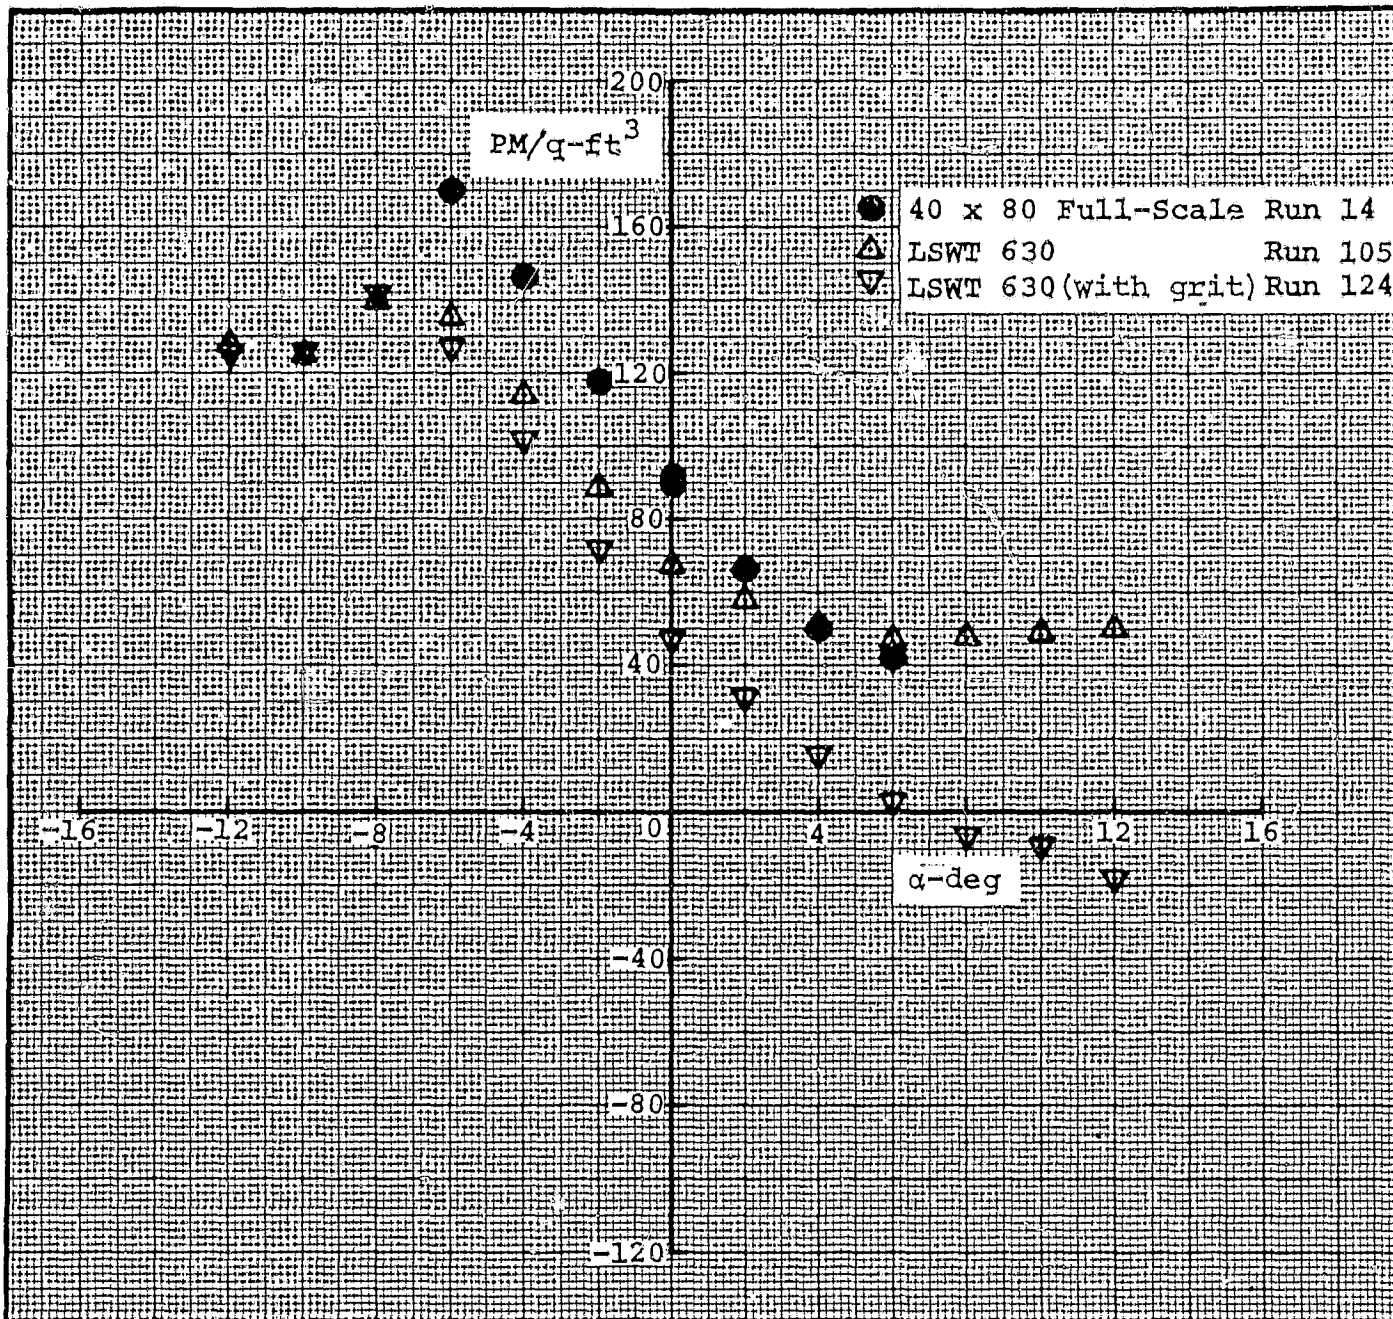 200
PM/q-ft³
40 x 80 Full-Scale Run 14
160
LSWT 630 Run 105
LSWT 630(with grit) Run 124
120
80
40
-16 -12 -8 -4 0 4 12 16
α-deg
-40
-80
-120